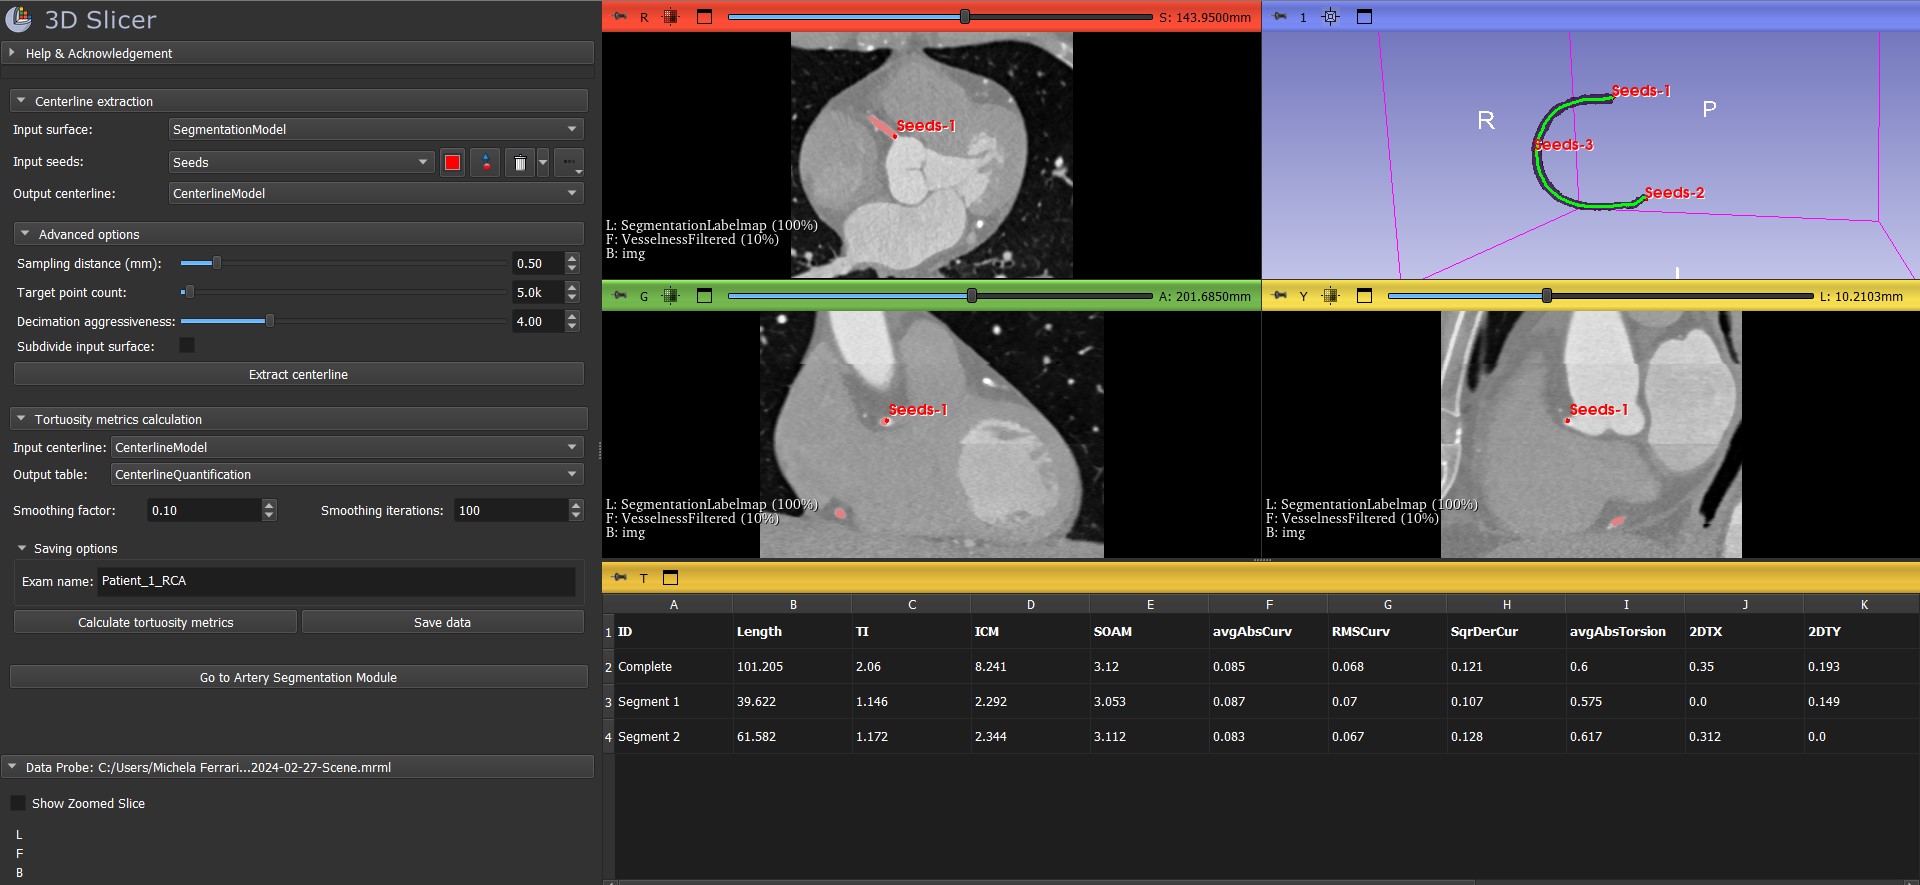 3D Slicer
Help & Acknowledgement
Centerline extraction
Input surface: SegmentationModel
Input seeds: Seeds
Output centerline: CenterlineModel
Advanced options
Sampling distance (mm): 0.50
Target point count: 5.0k
Decimation aggressiveness: 4.00
Subdivide input surface:
Extract centerline
Tortuosity metrics calculation
Input centerline: CenterlineModel
Output table: CenterlineQuantification
Smoothing factor: 0.10 Smoothing iterations: 100
Saving options
Exam name: Patient_1_RCA
Calculate tortuosity metrics Save data
Go to Artery Segmentation Module
Data Probe: C:/Users/Michela Ferrari...2024-02-27-Scene.mrml
Show Zoomed Slice
L
F
B
R S: 143.9500mm
Seeds-1
L: SegmentationLabelmap (100%)
F: VesselnessFiltered (10%)
B: img
1
Seeds-1
R P
Seeds-3
Seeds-2
G A: 201.6850mm
Seeds-1
L: SegmentationLabelmap (100%)
F: VesselnessFiltered (10%)
B: img
Y L: 10.2103mm
Seeds-1
L: SegmentationLabelmap (100%)
F: VesselnessFiltered (10%)
B: img
T
A B C D E F G H I J K
1 ID Length TI ICM SOAM avgAbsCurv RMSCurv SqrDerCur avgAbsTorsion 2DTX 2DTY
2 Complete 101.205 2.06 8.241 3.12 0.085 0.068 0.121 0.6 0.35 0.193
3 Segment 1 39.622 1.146 2.292 3.053 0.087 0.07 0.107 0.575 0.0 0.149
4 Segment 2 61.582 1.172 2.344 3.112 0.083 0.067 0.128 0.617 0.312 0.0